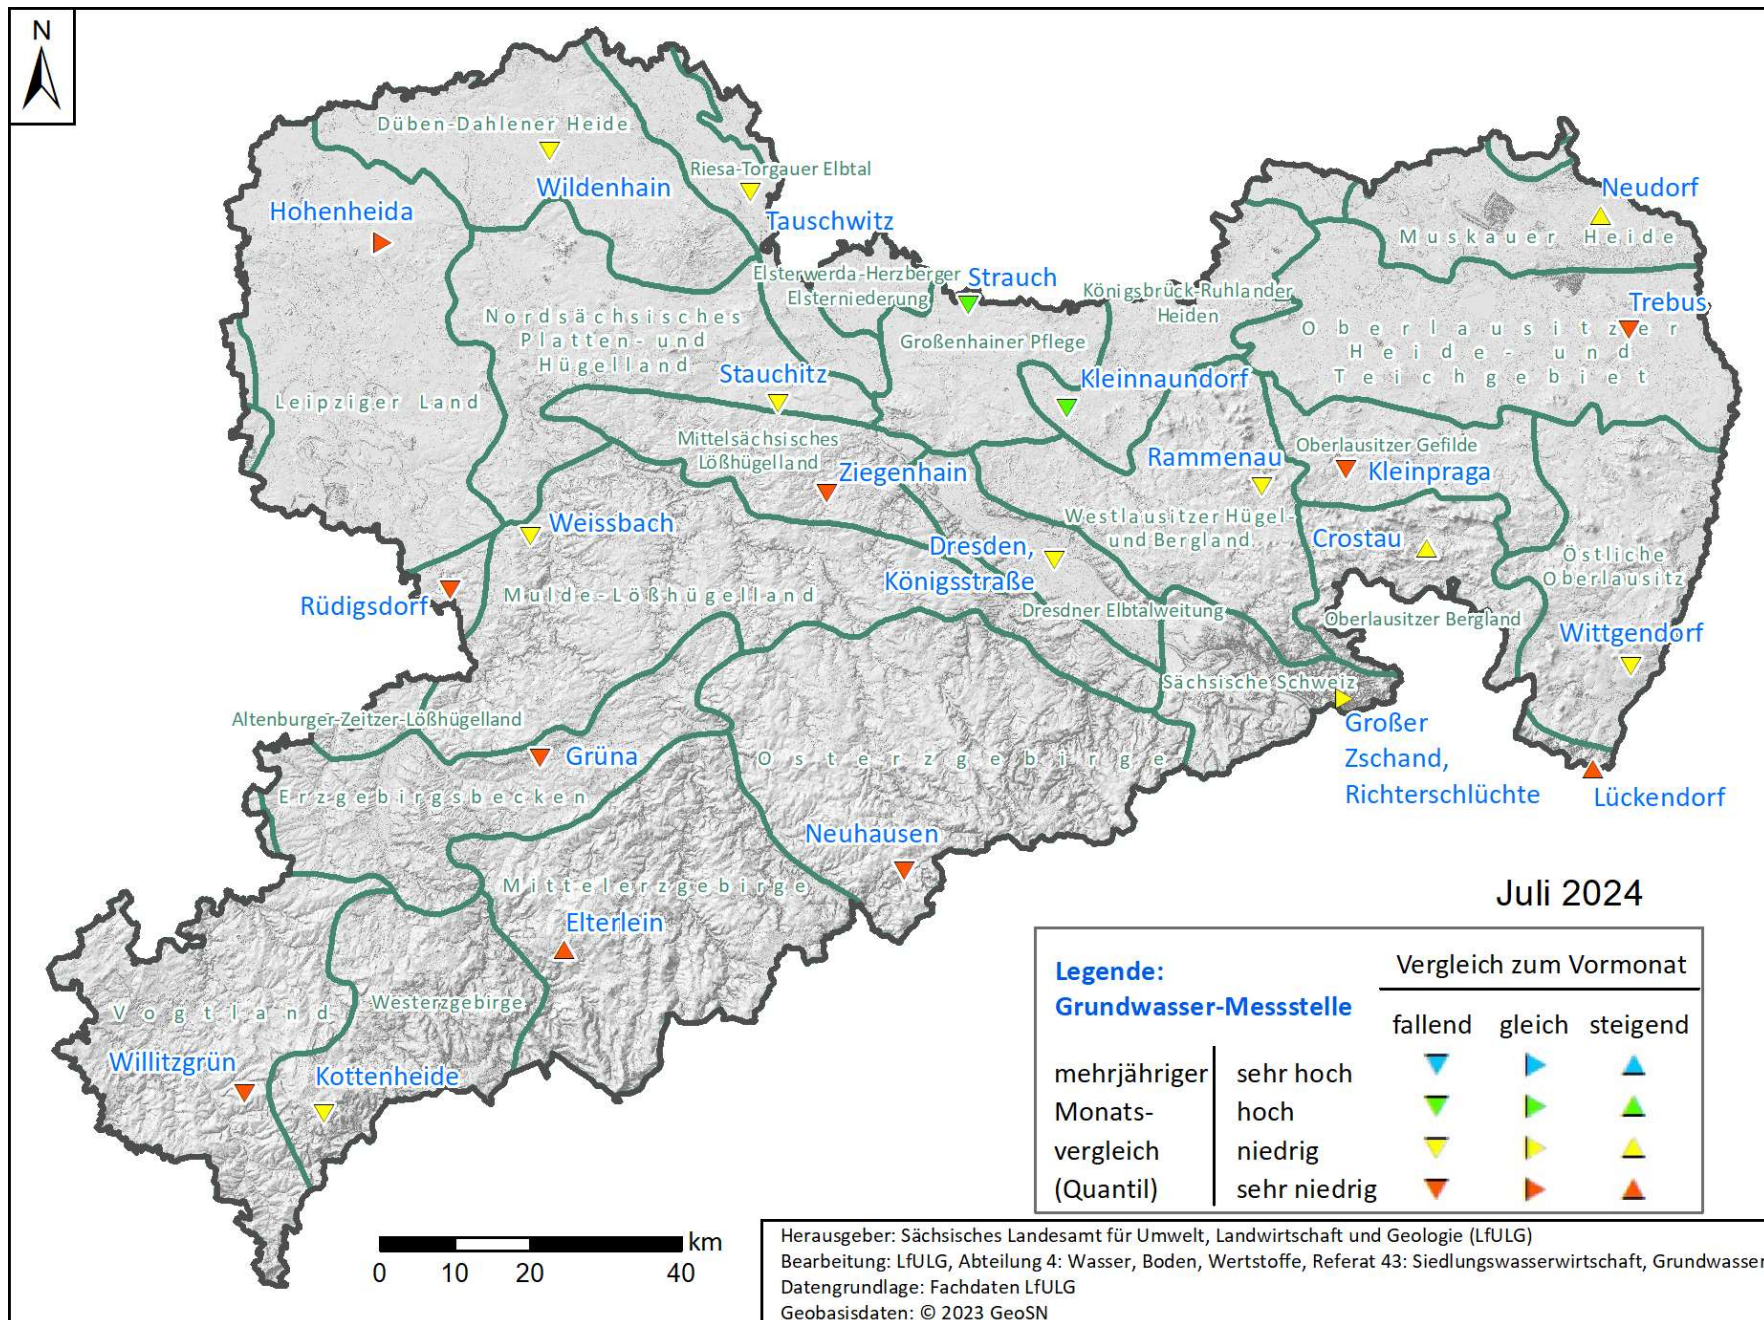 N
Düben-Dahlener Heide
Wildenhain
Riesa-Torgauer Elbtal
Tauschwitz
Hohenheida
Neudorf
Muskauer Heide
Elsterwerda-Herzberger
Elsterniederung
Strauch
Königsbrück-Ruhlander
Heiden
Trebus
Oberlausitzer
Heide- und
Teichgebiet
Nordsächsisches
Platten- und
Hügelland
Großenhainer Pflege
Stauchitz
Kleinnaundorf
Leipziger Land
Mittelsächsisches
Lößhügelland
Ziegenhain
Rammenau
Oberlausitzer Gefilde
Kleinpraga
Weissbach
Westlausitzer Hügel-
und Bergland
Dresden,
Königsstraße
Crostau
Östliche
Oberlausitz
Rüdigsdorf
Mulde-Lößhügelland
Dresdner Elbtalweitung
Oberlausitzer Bergland
Wittgendorf
Sächsische Schweiz
Altenburger-Zeitzer-Lößhügelland
Großer
Zschand,
Richterschlüchte
Grüna
Osterzgebirge
Lückendorf
Erzgebirgsbecken
Neuhausen
Mittelerzgebirge
Elterlein
Vogtland
Westerzgebirge
Willitzgrün
Kottenheide
Juli 2024
Legende:
Grundwasser-Messstelle
Vergleich zum Vormonat
fallend gleich steigend
mehrjähriger sehr hoch
Monats- hoch
vergleich niedrig
(Quantil) sehr niedrig
km
0 10 20 40
Herausgeber: Sächsisches Landesamt für Umwelt, Landwirtschaft und Geologie (LfULG)
Bearbeitung: LfULG, Abteilung 4: Wasser, Boden, Wertstoffe, Referat 43: Siedlungswasserwirtschaft, Grundwasser
Datengrundlage: Fachdaten LfULG
Geobasisdaten: © 2023 GeoSN